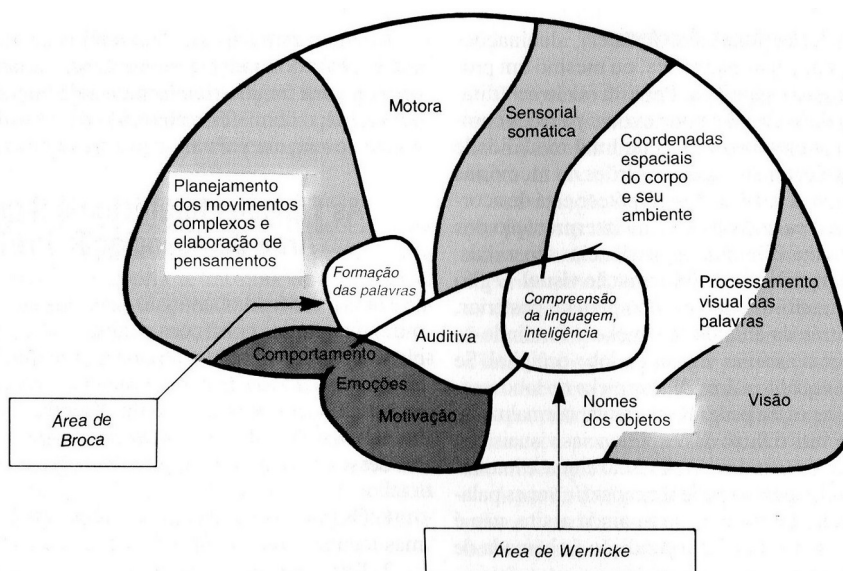 Motora
Sensorial
somática
Coordenadas
espaciais
do corpo
e seu
ambiente
Planejamento
dos movimentos
complexos e
elaboração de
pensamentos
Formação
das palavras
Auditiva
Compreensão
da linguagem,
inteligência
Processamento
visual das
palavras
Comportamento
Emoções
Motivação
Nomes
dos objetos
Visão
Área de
Broca
Área de Wernicke